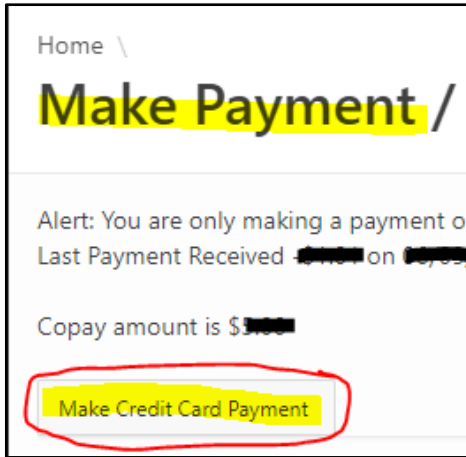 Home \
Make Payment /
Alert: You are only making a payment o
Last Payment Received on
Copay amount is $
Make Credit Card Payment